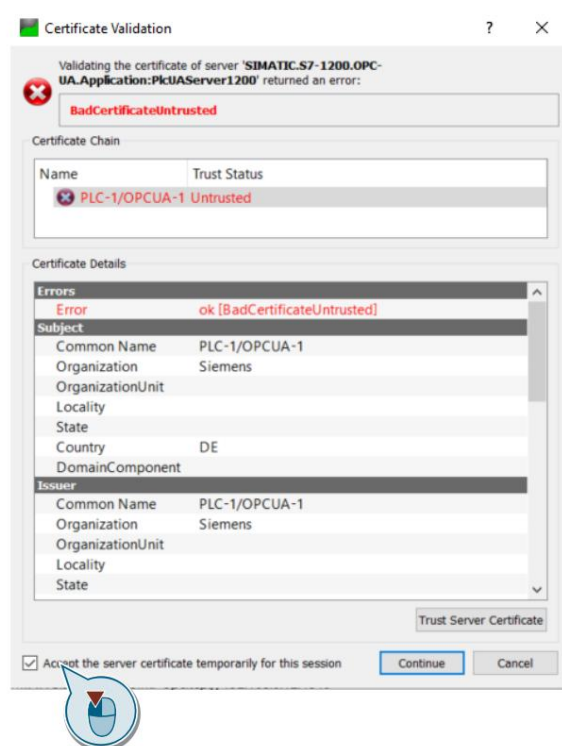 Certificate Validation ? ×
Validating the certificate of server 'SIMATIC.S7-1200.OPC-
UA.Application:PlcUAServer1200' returned an error:
BadCertificateUntrusted
Certificate Chain
Name Trust Status
PLC-1/OPCUA-1 Untrusted
Certificate Details
Errors
Error ok [BadCertificateUntrusted]
Subject
Common Name PLC-1/OPCUA-1
Organization Siemens
OrganizationUnit
Locality
State
Country DE
DomainComponent
Issuer
Common Name PLC-1/OPCUA-1
Organization Siemens
OrganizationUnit
Locality
State
Trust Server Certificate
Accept the server certificate temporarily for this session Continue Cancel